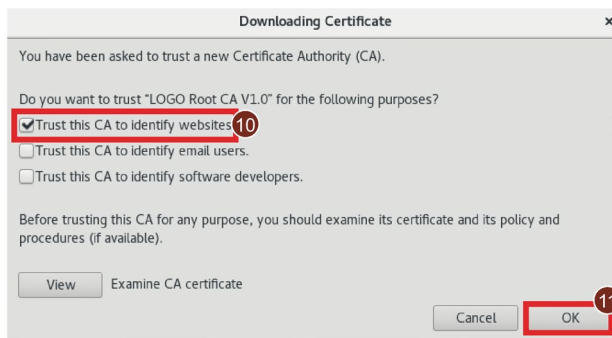 Downloading Certificate
×
You have been asked to trust a new Certificate Authority (CA).
Do you want to trust “LOGO Root CA V1.0” for the following purposes?
Trust this CA to identify websites 10
Trust this CA to identify email users.
Trust this CA to identify software developers.
Before trusting this CA for any purpose, you should examine its certificate and its policy and
procedures (if available).
View Examine CA certificate
11
Cancel OK